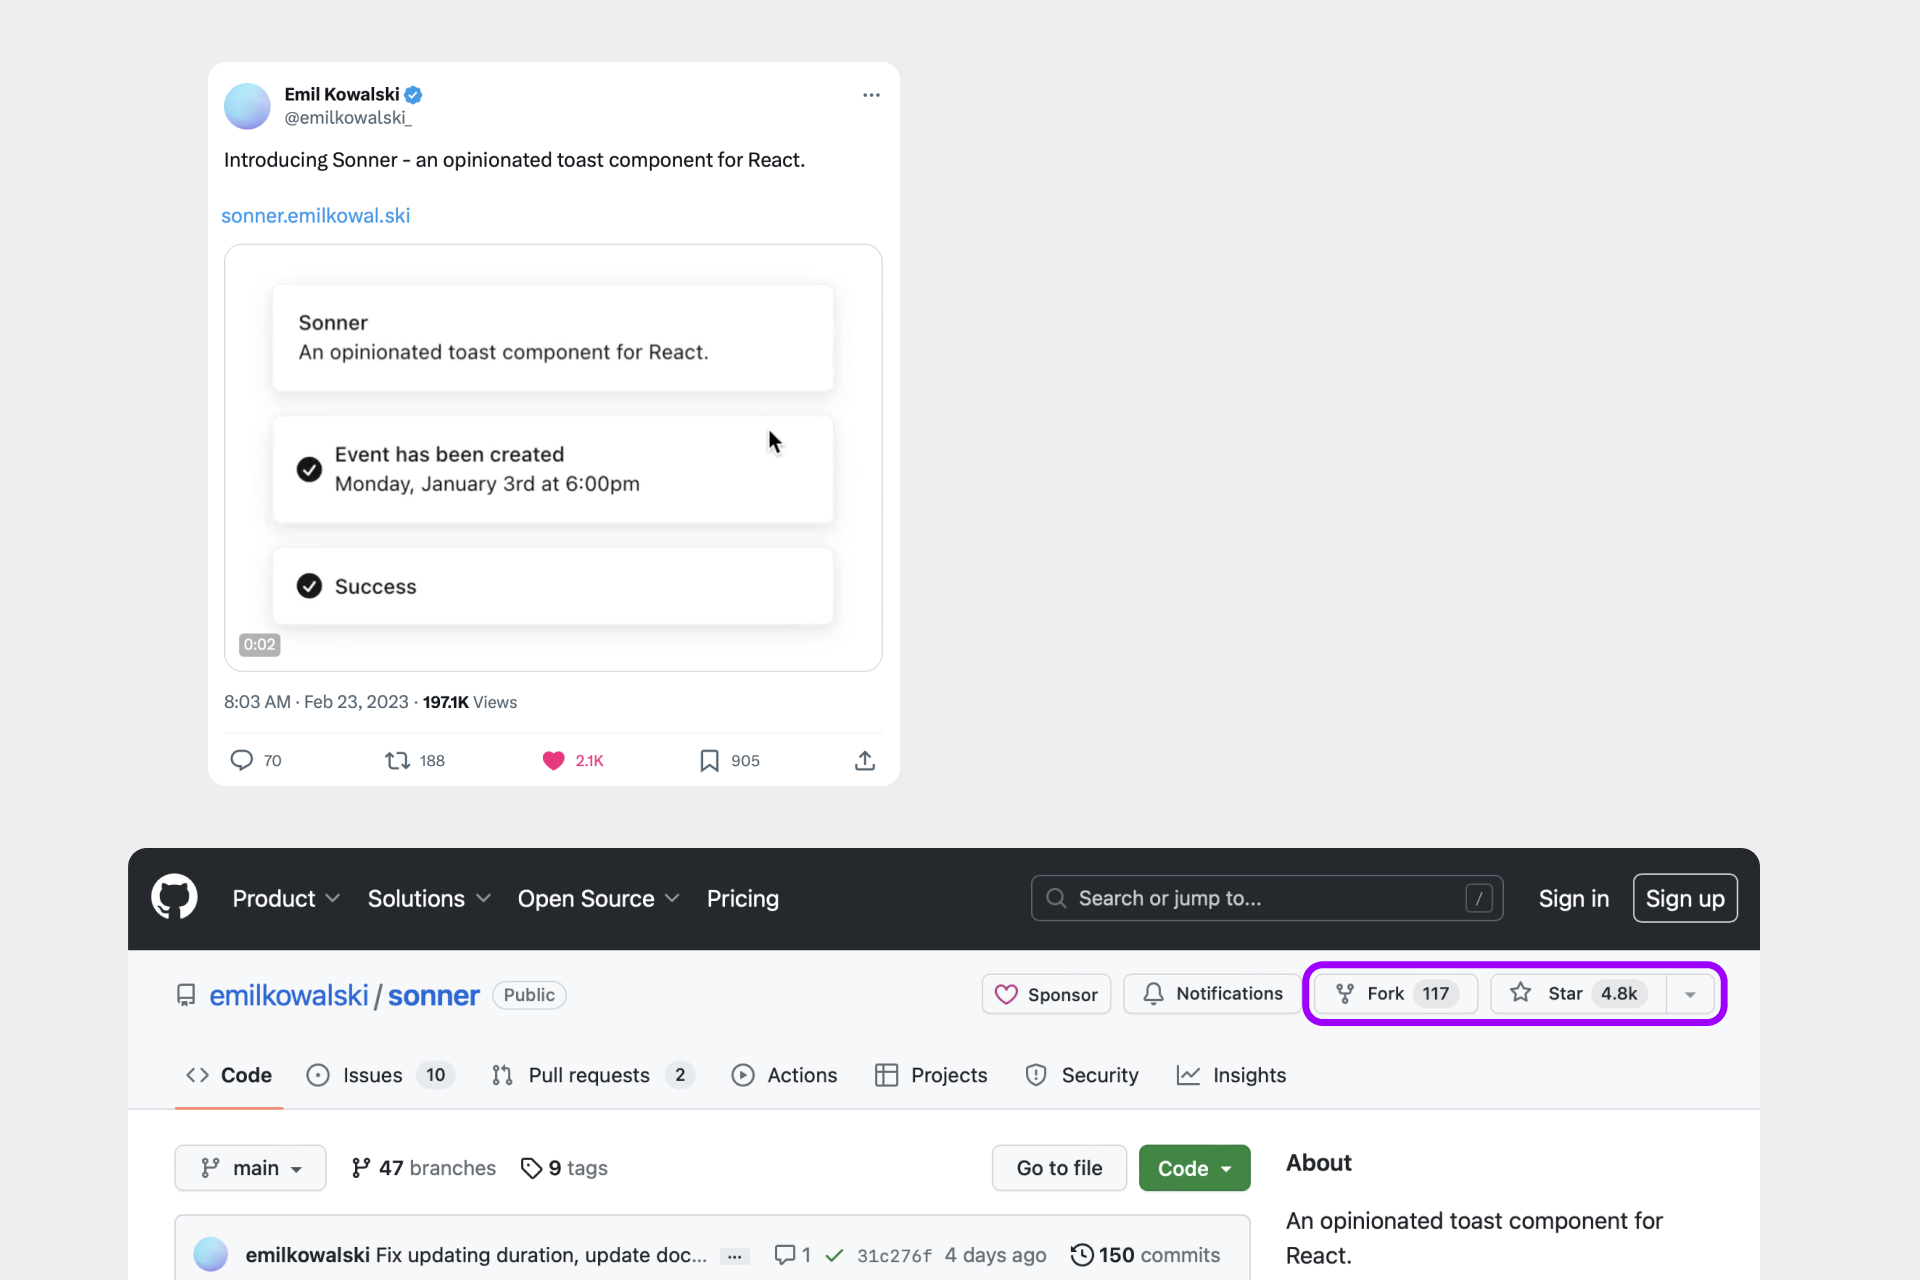 Emil Kowalski
@emilkowalski_
Introducing Sonner - an opinionated toast component for React.
sonner.emilkowal.ski
Sonner
An opinionated toast component for React.
Event has been created
Monday, January 3rd at 6:00pm
Success
0:02
8:03 AM · Feb 23, 2023 · 197.1K Views
70 188 2.1K 905
Product Solutions Open Source Pricing Search or jump to... / Sign in Sign up
emilkowalski / sonner Public Sponsor Notifications Fork 117 Star 4.8k
Code Issues 10 Pull requests 2 Actions Projects Security Insights
main 47 branches 9 tags Go to file Code
About
An opinionated toast component for
React.
emilkowalski Fix updating duration, update doc... ... 1 31c276f 4 days ago 150 commits